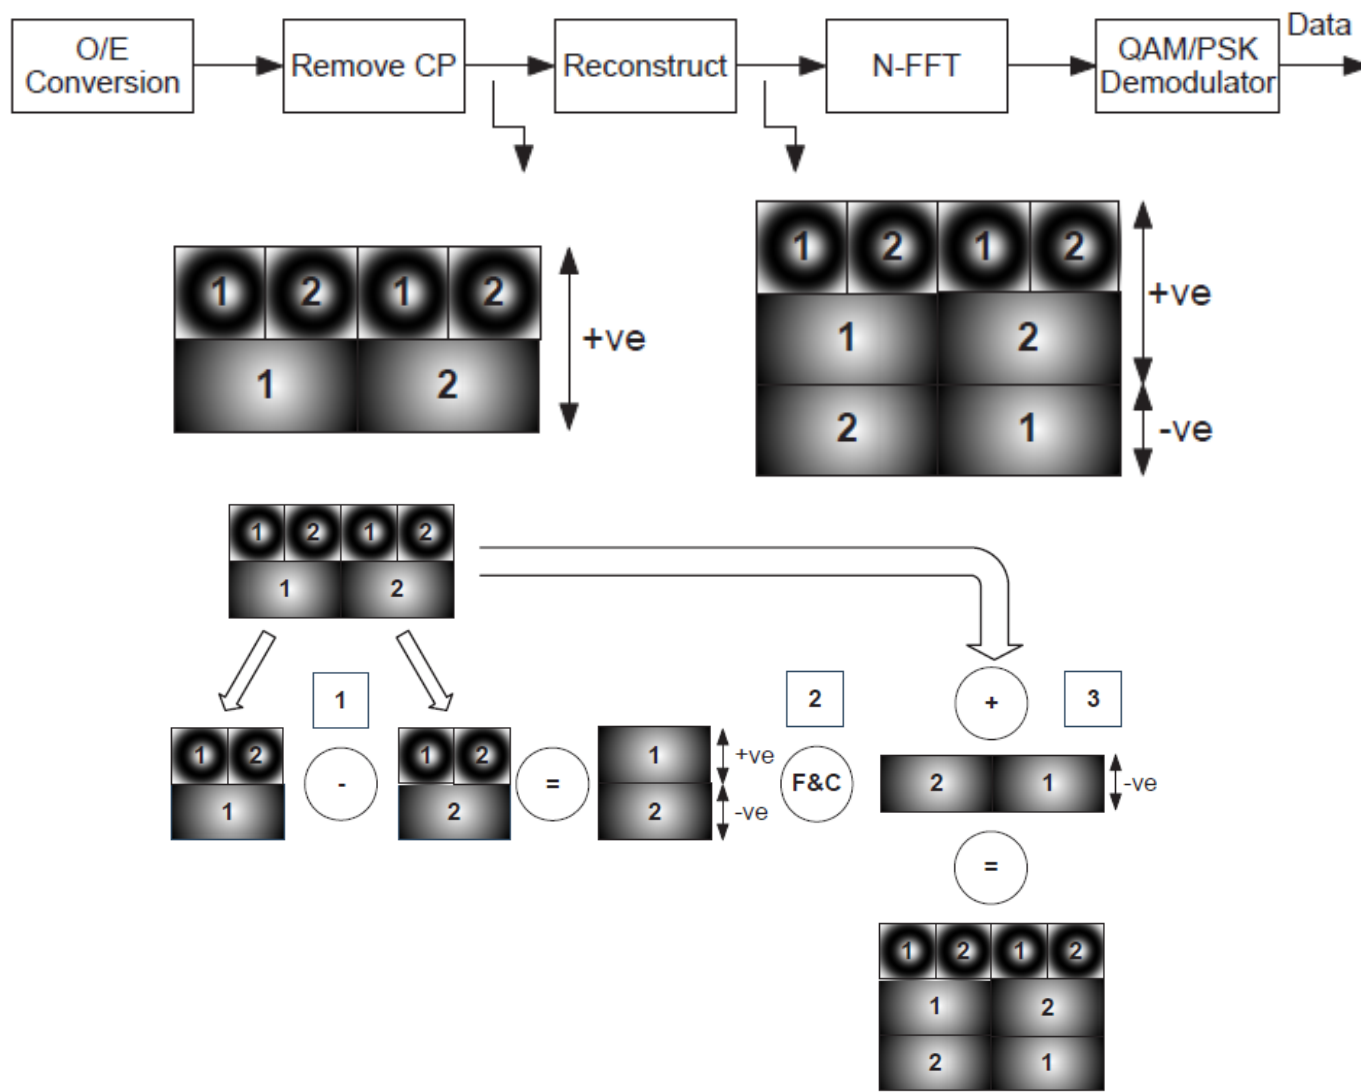 O/E
Conversion
Remove CP
Reconstruct
N-FFT
QAM/PSK
Demodulator
Data
1 2 1 2
1 2
+ve
1 2 1 2
1 2
2 1
+ve
-ve
1 2 1 2
1 2
1
2
+
3
1 2
1
-
1 2
2
=
1
2
+ve
-ve
F&C
2 1
-ve
=
1 2 1 2
1 2
2 1